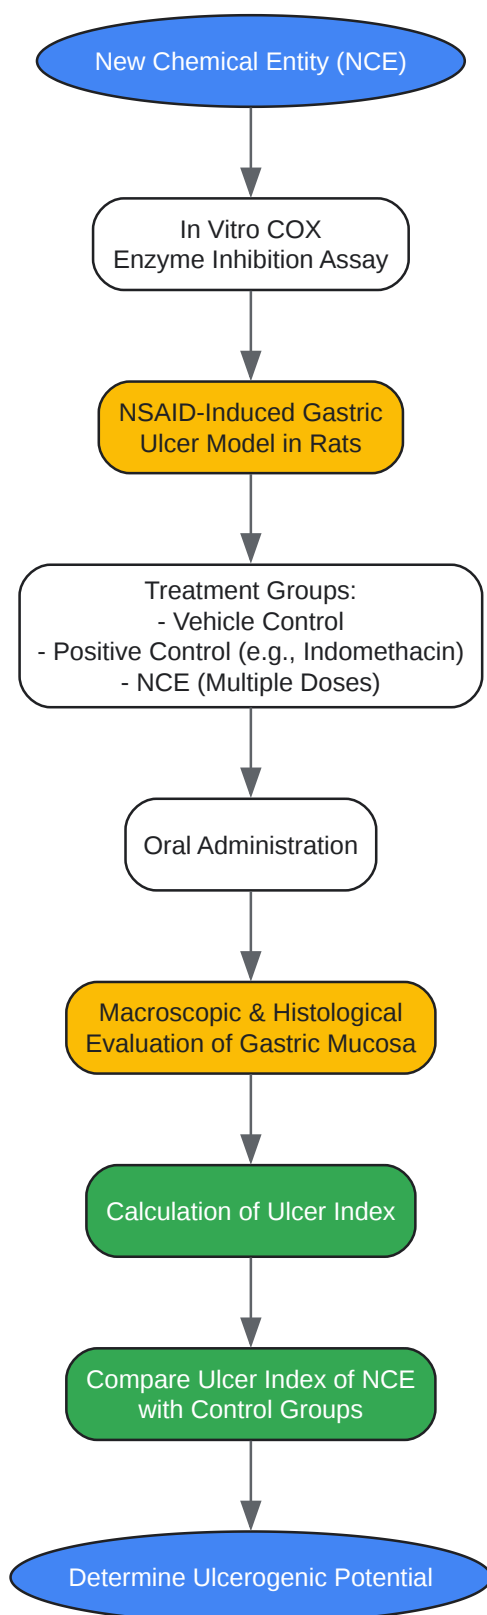 New Chemical Entity (NCE)
In Vitro COX
Enzyme Inhibition Assay
NSAID-Induced Gastric
Ulcer Model in Rats
Treatment Groups:
- Vehicle Control
- Positive Control (e.g., Indomethacin)
- NCE (Multiple Doses)
Oral Administration
Macroscopic & Histological
Evaluation of Gastric Mucosa
Calculation of Ulcer Index
Compare Ulcer Index of NCE
with Control Groups
Determine Ulcerogenic Potential